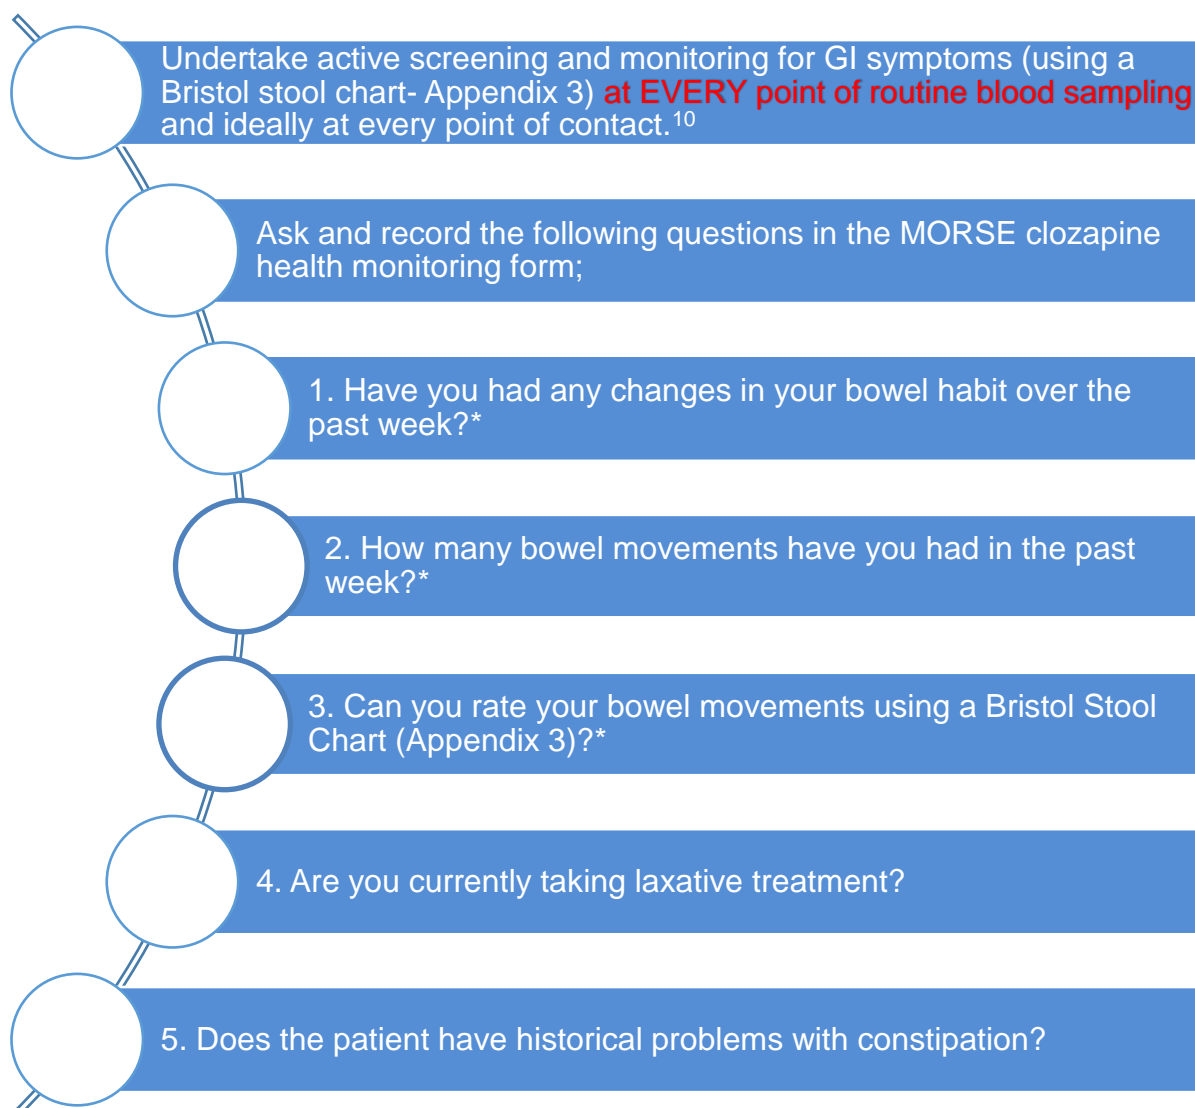 Undertake active screening and monitoring for GI symptoms (using a
Bristol stool chart- Appendix 3) at EVERY point of routine blood sampling
and ideally at every point of contact.¹⁰
Ask and record the following questions in the MORSE clozapine
health monitoring form;
1. Have you had any changes in your bowel habit over the
past week?*
2. How many bowel movements have you had in the past
week?*
3. Can you rate your bowel movements using a Bristol Stool
Chart (Appendix 3)?*
4. Are you currently taking laxative treatment?
5. Does the patient have historical problems with constipation?